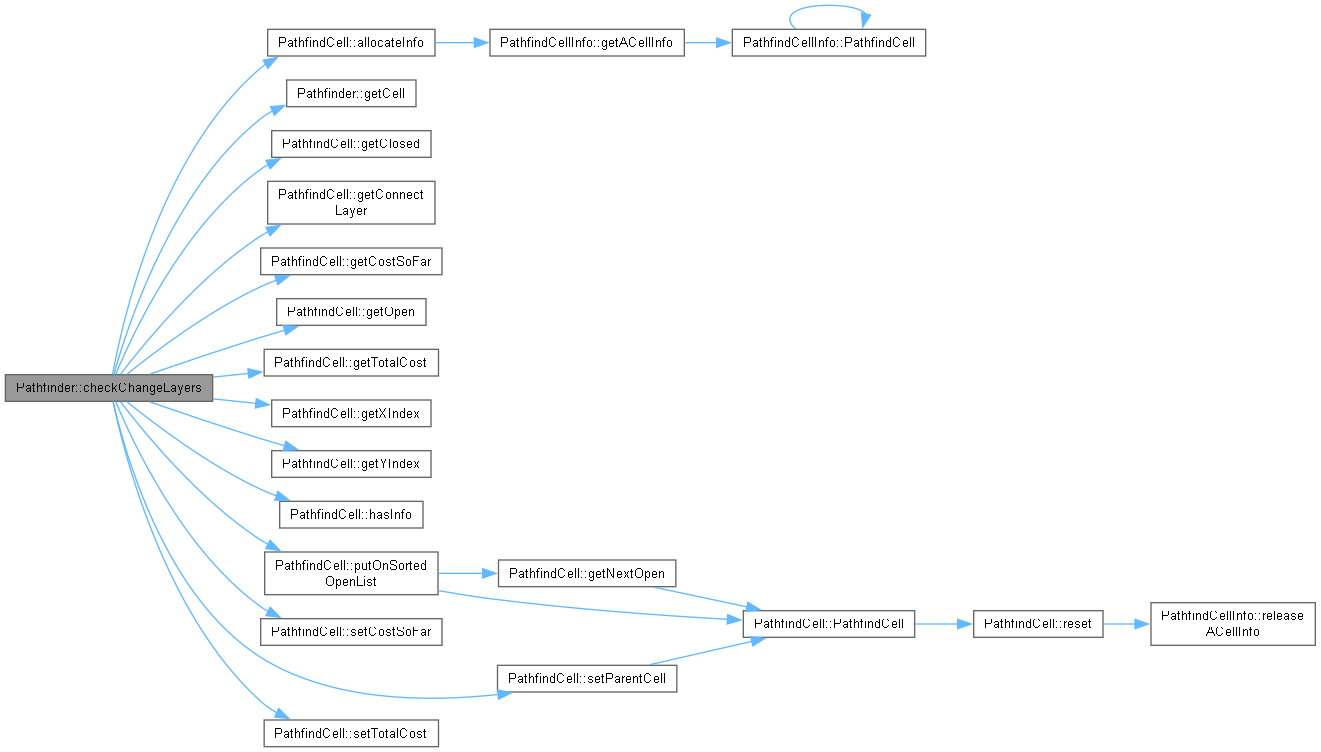 PathfindCell::allocateInfo
PathfindCellInfo::getACellInfo
PathfindCellInfo::PathfindCell
Pathfinder::getCell
PathfindCell::getClosed
PathfindCell::getConnect
Layer
PathfindCell::getCostSoFar
PathfindCell::getOpen
PathfindCell::getTotalCost
Pathfinder::checkChangeLayers
PathfindCell::getXIndex
PathfindCell::getYIndex
PathfindCell::hasInfo
PathfindCell::putOnSorted
OpenList
PathfindCell::getNextOpen
PathfindCell::PathfindCell
PathfindCell::reset
PathfindCellInfo::release
ACellInfo
PathfindCell::setCostSoFar
PathfindCell::setParentCell
PathfindCell::setTotalCost